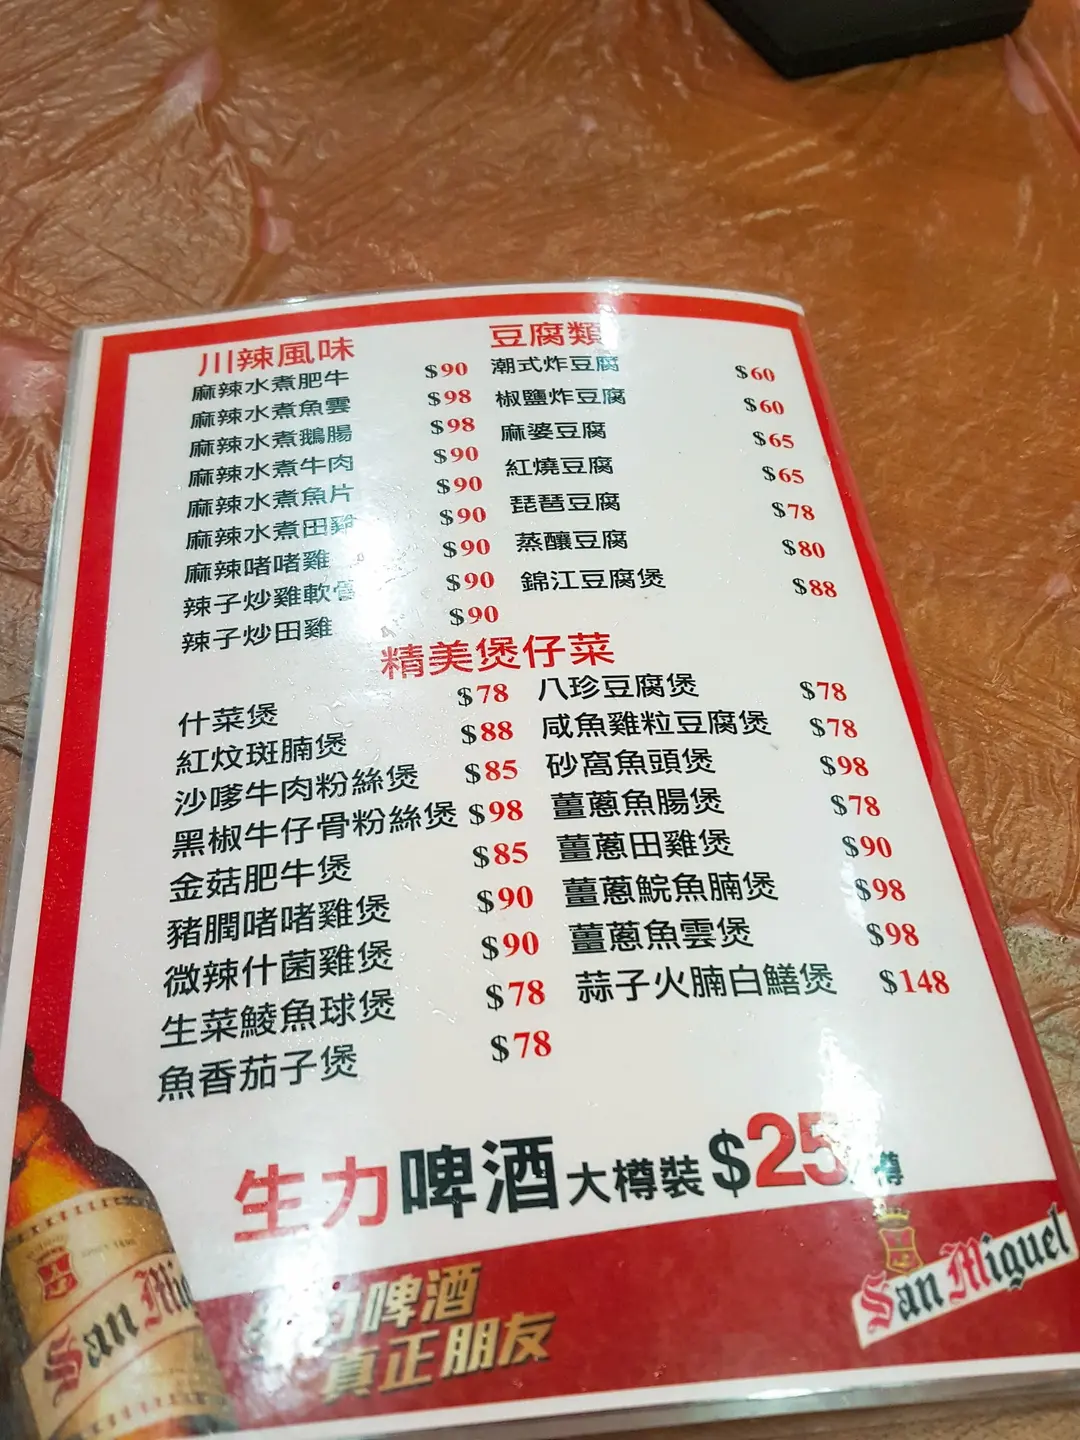 川辣風味
麻辣水煮肥牛 $90
麻辣水煮魚雲 $98
麻辣水煮鵝腸 $98
麻辣水煮牛肉 $90
麻辣水煮魚片 $90
麻辣水煮田雞 $90
麻辣啫啫雞 $90
辣子炒雞軟骨 $90
辣子炒田雞 $90
豆腐類
潮式炸豆腐 $60
椒鹽炸豆腐 $60
麻婆豆腐 $65
紅燒豆腐 $65
琵琶豆腐 $78
蒸釀豆腐 $80
錦江豆腐煲 $88
精美煲仔菜
什菜煲 $78
紅炆斑腩煲 $88
沙嗲牛肉粉絲煲 $85
黑椒牛仔骨粉絲煲 $98
金菇肥牛煲 $85
豬膶啫啫雞煲 $90
微辣什菌雞煲 $90
生菜鯪魚球煲 $78
魚香茄子煲 $78
八珍豆腐煲 $78
咸魚雞粒豆腐煲 $78
砂窩魚頭煲 $98
薑蔥魚腸煲 $78
薑蔥田雞煲 $90
薑蔥鯇魚腩煲 $98
薑蔥魚雲煲 $98
蒜子火腩白鱔煲 $148
生力啤酒 大樽裝 $25/樽
San Miguel
生力啤酒
真正朋友
San Mig